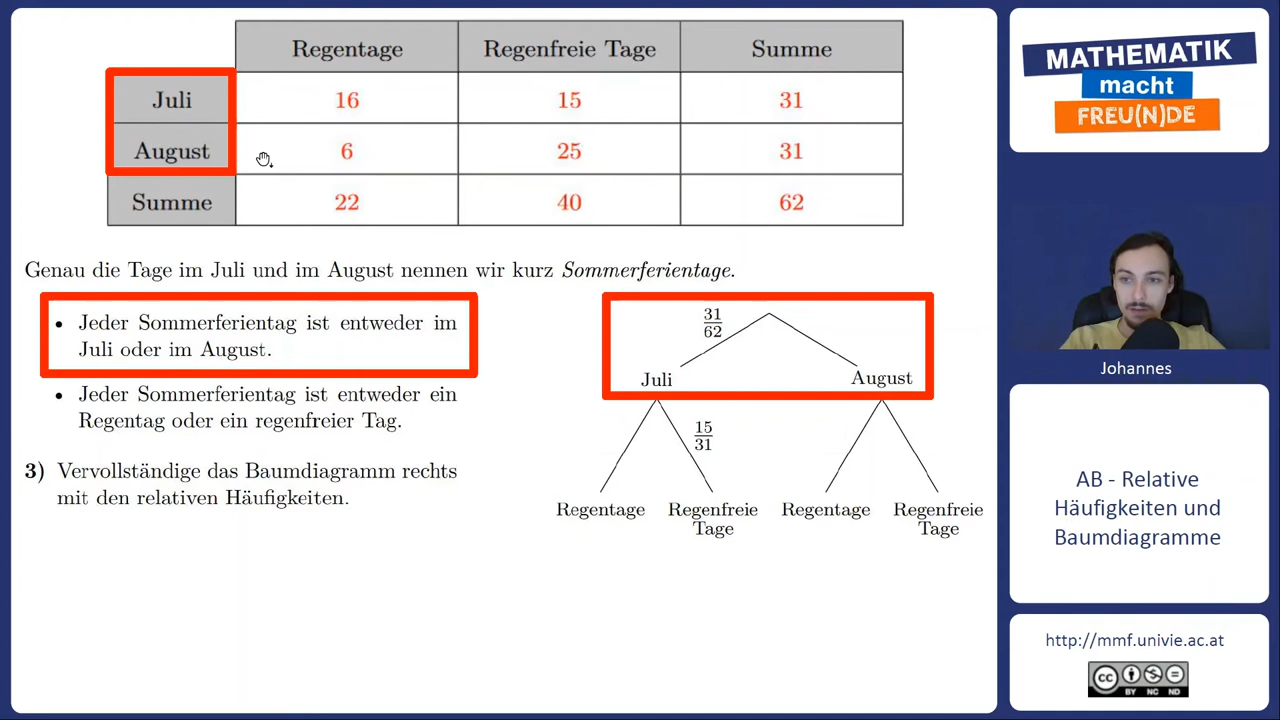 Regentage Regenfreie Tage Summe
Juli 16 15 31
August 6 25 31
Summe 22 40 62
Genau die Tage im Juli und im August nennen wir kurz Sommerferientage.
• Jeder Sommerferientag ist entweder im
Juli oder im August.
• Jeder Sommerferientag ist entweder ein
Regentag oder ein regenfreier Tag.
3) Vervollständige das Baumdiagramm rechts
mit den relativen Häufigkeiten.
31
62
Juli August
15
31
Regentage Regenfreie Regentage Regenfreie
Tage Tage
MATHEMATIK
macht
FREU(N)DE
Johannes
AB - Relative
Häufigkeiten und
Baumdiagramme
http://mmf.univie.ac.at
cc
BY NC ND